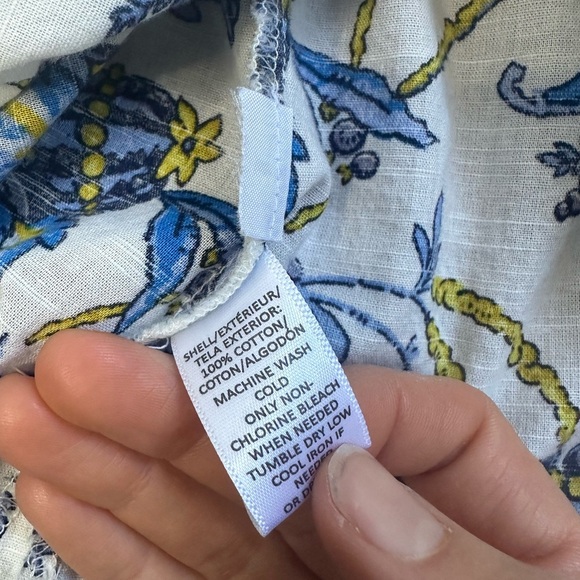 SHELL/EXTÉRIEUR/
TELA EXTERIOR:
100% COTTON/
COTON/ALGODÓN
MACHINE WASH
COLD
ONLY NON-
CHLORINE BLEACH
WHEN NEEDED
TUMBLE DRY LOW
COOL IRON IF
NEEDED
OR